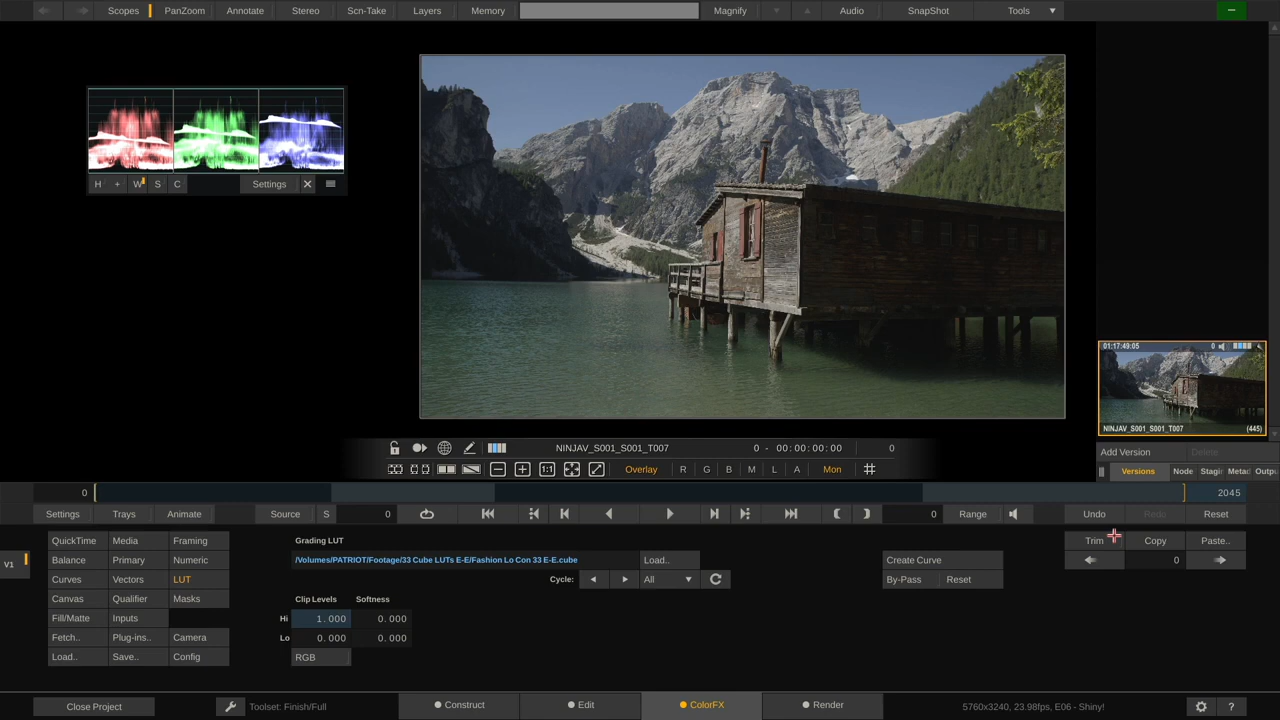 Scopes PanZoom Annotate Stereo Scn-Take Layers Memory Magnify Audio SnapShot Tools
H + W S C Settings
01:17:49:05 0
NINJAV_S001_S001_T007 (445)
NINJAV_S001_S001_T007 0 - 00:00:00:00 0
Add Version Delete
1:1 Overlay R G B M L A Mon
Versions Node Stagi Metad Outpu
0 2045
Settings Trays Animate Source S 0 0 Range Undo Redo Reset
QuickTime Media Framing Grading LUT Trim Copy Paste..
V1 Balance Primary Numeric /Volumes/PATRIOT/Footage/33 Cube LUTs E-E/Fashion Lo Con 33 E-E.cube Load.. Create Curve 0
Curves Vectors LUT Cycle: All By-Pass Reset
Canvas Qualifier Masks Clip Levels Softness
Fill/Matte Inputs Hi 1.000 0.000
Fetch.. Plug-ins.. Camera Lo 0.000 0.000
Load.. Save.. Config RGB
Close Project Toolset: Finish/Full Construct Edit ColorFX Render 5760x3240, 23.98fps, E06 - Shiny! ?